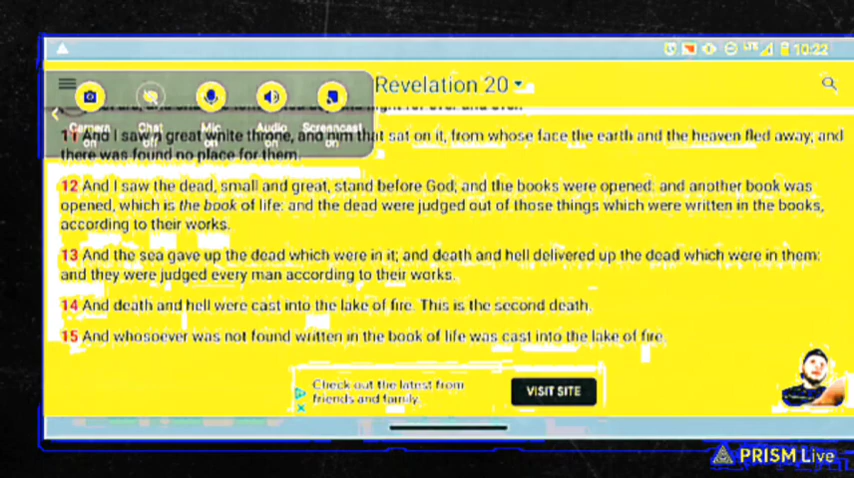 LTE 10:22
Revelation 20
Camera on
Chat off
Mic on
Audio on
Screencast on
11 And I saw a great white throne, and him that sat on it, from whose face the earth and the heaven fled away, and
there was found no place for them.
12 And I saw the dead, small and great, stand before God; and the books were opened: and another book was
opened, which is the book of life: and the dead were judged out of those things which were written in the books,
according to their works.
13 And the sea gave up the dead which were in it; and death and hell delivered up the dead which were in them:
and they were judged every man according to their works.
14 And death and hell were cast into the lake of fire. This is the second death.
15 And whosoever was not found written in the book of life was cast into the lake of fire.
Check out the latest from
friends and family.
VISIT SITE
PRISM Live